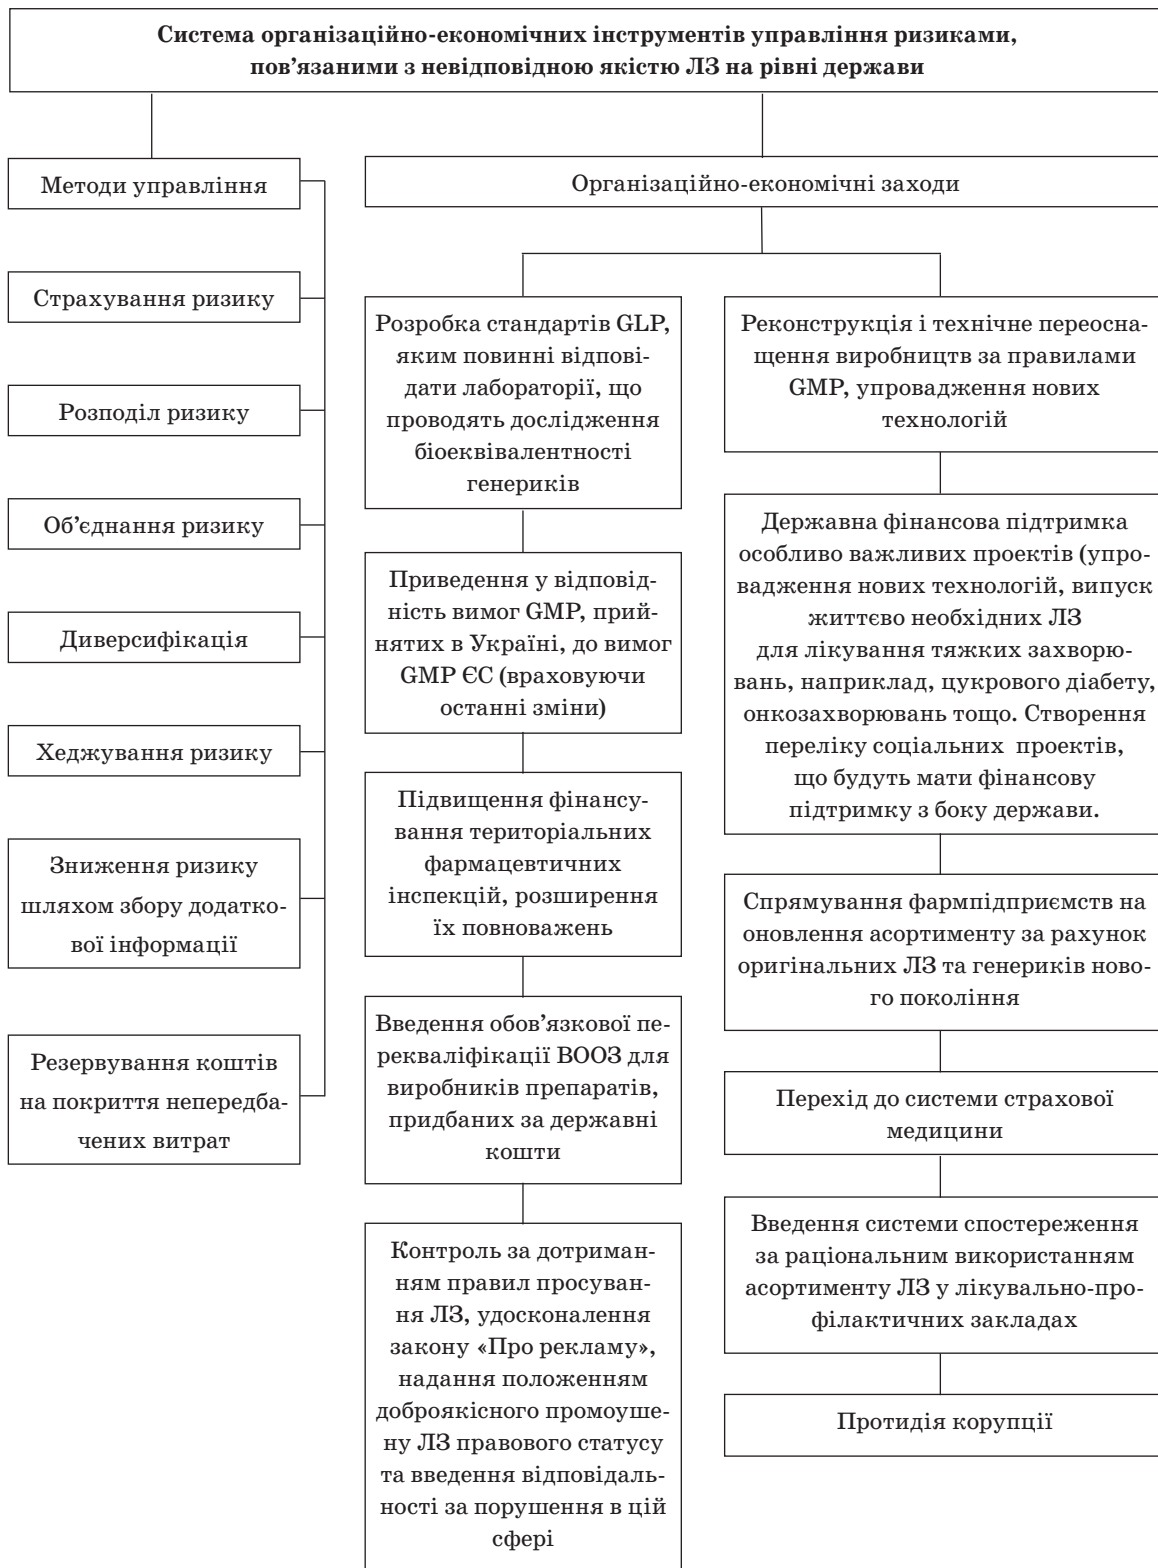 Система організаційно-економічних інструментів управління ризиками,
пов’язаними з невідповідною якістю ЛЗ на рівні держави
Методи управління
Страхування ризику
Розподіл ризику
Об’єднання ризику
Диверсифікація
Хеджування ризику
Зниження ризику
шляхом збору додатко-
вої інформації
Резервування коштів
на покриття непередба-
чених витрат
Організаційно-економічні заходи
Розробка стандартів GLP,
яким повинні відпові-
дати лабораторії, що
проводять дослідження
біоеквівалентності
генериків
Приведення у відповід-
ність вимог GMP, прий-
нятих в Україні, до вимог
GMP ЄС (враховуючи
останні зміни)
Підвищення фінансу-
вання територіальних
фармацевтичних
інспекцій, розширення
їх повноважень
Введення обов’язкової пе-
рекваліфікації ВООЗ для
виробників препаратів,
придбаних за державні
кошти
Контроль за дотриман-
ням правил просуван-
ня ЛЗ, удосконалення
закону «Про рекламу»,
надання положенням
доброякісного промоуше-
ну ЛЗ правового статусу
та введення відповідаль-
ності за порушення в цій
сфері
Реконструкція і технічне переосна-
щення виробництв за правилами
GMP, упровадження нових
технологій
Державна фінансова підтримка
особливо важливих проектів (упро-
вадження нових технологій, випуск
життєво необхідних ЛЗ
для лікування тяжких захворю-
вань, наприклад, цукрового діабету,
онкозахворювань тощо. Створення
переліку соціальних проектів,
що будуть мати фінансову
підтримку з боку держави.
Спрямування фармпідприємств на
оновлення асортименту за рахунок
оригінальних ЛЗ та генериків ново-
го покоління
Перехід до системи страхової
медицини
Введення системи спостереження
за раціональним використанням
асортименту ЛЗ у лікувально-про-
філактичних закладах
Протидія корупції